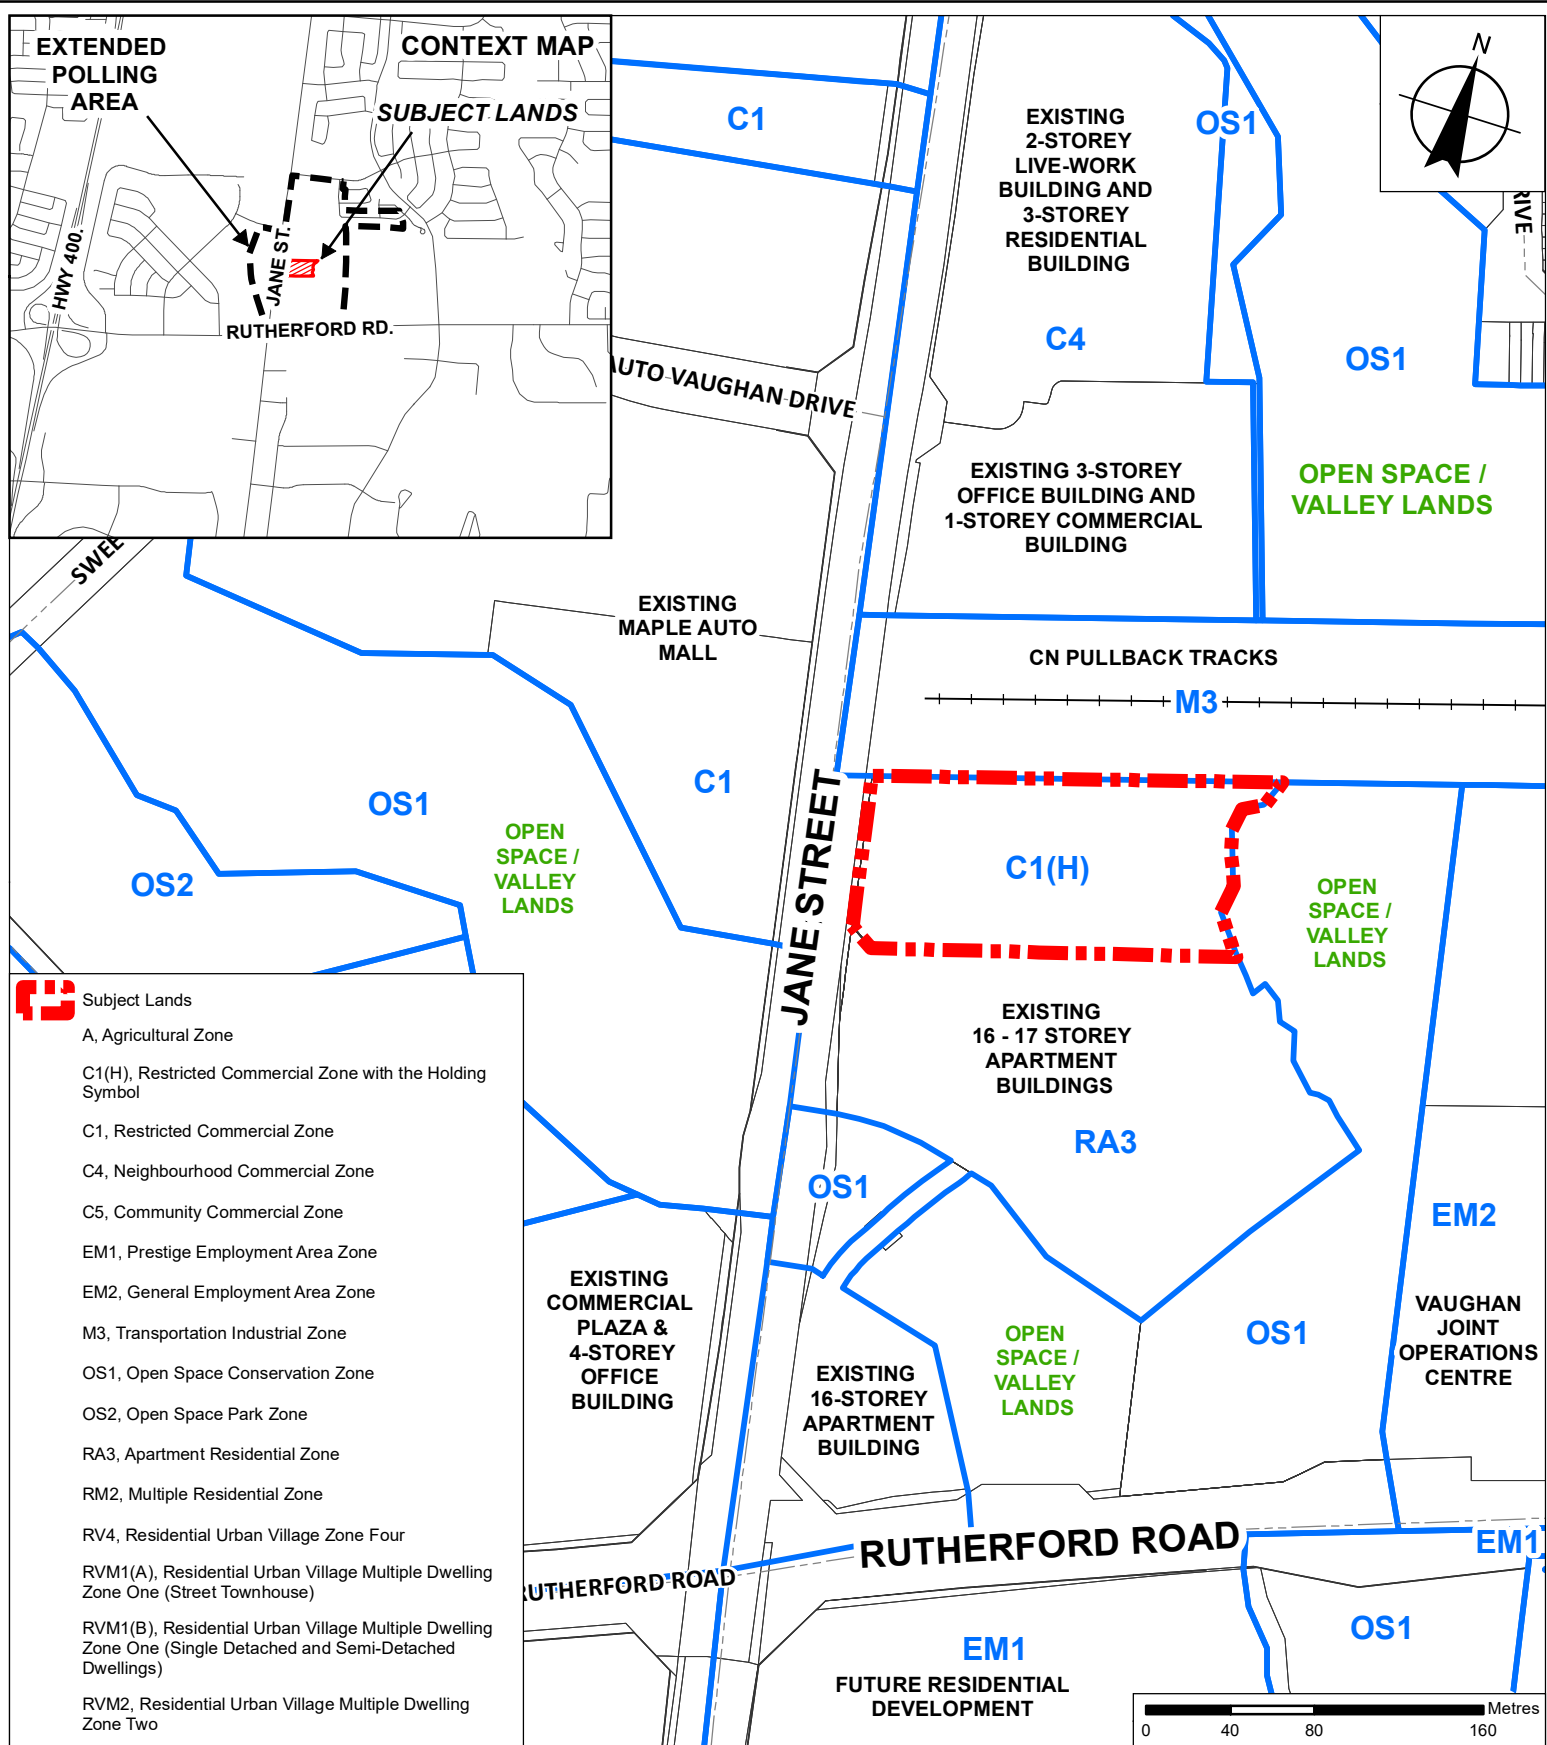 EXTENDED
POLLING
AREA
CONTEXT MAP
SUBJECT LANDS
HWY 400.
JANE ST.
RUTHERFORD RD.
N
C1
EXISTING
2-STOREY
LIVE-WORK
BUILDING AND
3-STOREY
RESIDENTIAL
BUILDING
OS1
C4
OS1
AUTO VAUGHAN DRIVE
EXISTING 3-STOREY
OFFICE BUILDING AND
1-STOREY COMMERCIAL
BUILDING
OPEN SPACE /
VALLEY LANDS
EXISTING
MAPLE AUTO
MALL
CN PULLBACK TRACKS
M3
C1
OS1
OPEN
SPACE /
VALLEY
LANDS
OS2
JANE STREET
C1(H)
OPEN
SPACE /
VALLEY
LANDS
EXISTING
16 - 17 STOREY
APARTMENT
BUILDINGS
RA3
OS1
EM2
EXISTING
COMMERCIAL
PLAZA &
4-STOREY
OFFICE
BUILDING
EXISTING
16-STOREY
APARTMENT
BUILDING
OPEN
SPACE /
VALLEY
LANDS
OS1
VAUGHAN
JOINT
OPERATIONS
CENTRE
RUTHERFORD ROAD
RUTHERFORD ROAD
EM1
OS1
EM1
FUTURE RESIDENTIAL
DEVELOPMENT
Subject Lands
A, Agricultural Zone
C1(H), Restricted Commercial Zone with the Holding
Symbol
C1, Restricted Commercial Zone
C4, Neighbourhood Commercial Zone
C5, Community Commercial Zone
EM1, Prestige Employment Area Zone
EM2, General Employment Area Zone
M3, Transportation Industrial Zone
OS1, Open Space Conservation Zone
OS2, Open Space Park Zone
RA3, Apartment Residential Zone
RM2, Multiple Residential Zone
RV4, Residential Urban Village Zone Four
RVM1(A), Residential Urban Village Multiple Dwelling
Zone One (Street Townhouse)
RVM1(B), Residential Urban Village Multiple Dwelling
Zone One (Single Detached and Semi-Detached
Dwellings)
RVM2, Residential Urban Village Multiple Dwelling
Zone Two
Metres
0 40 80 160